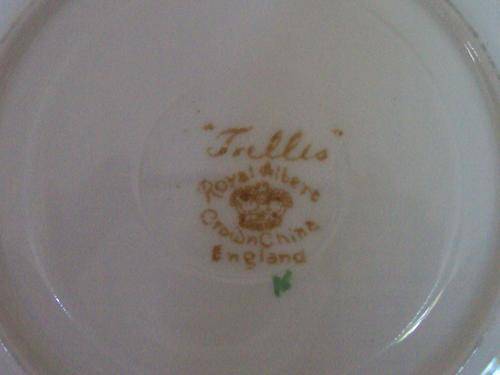 "Trellis"
Royal Albert
Crown China
England
K